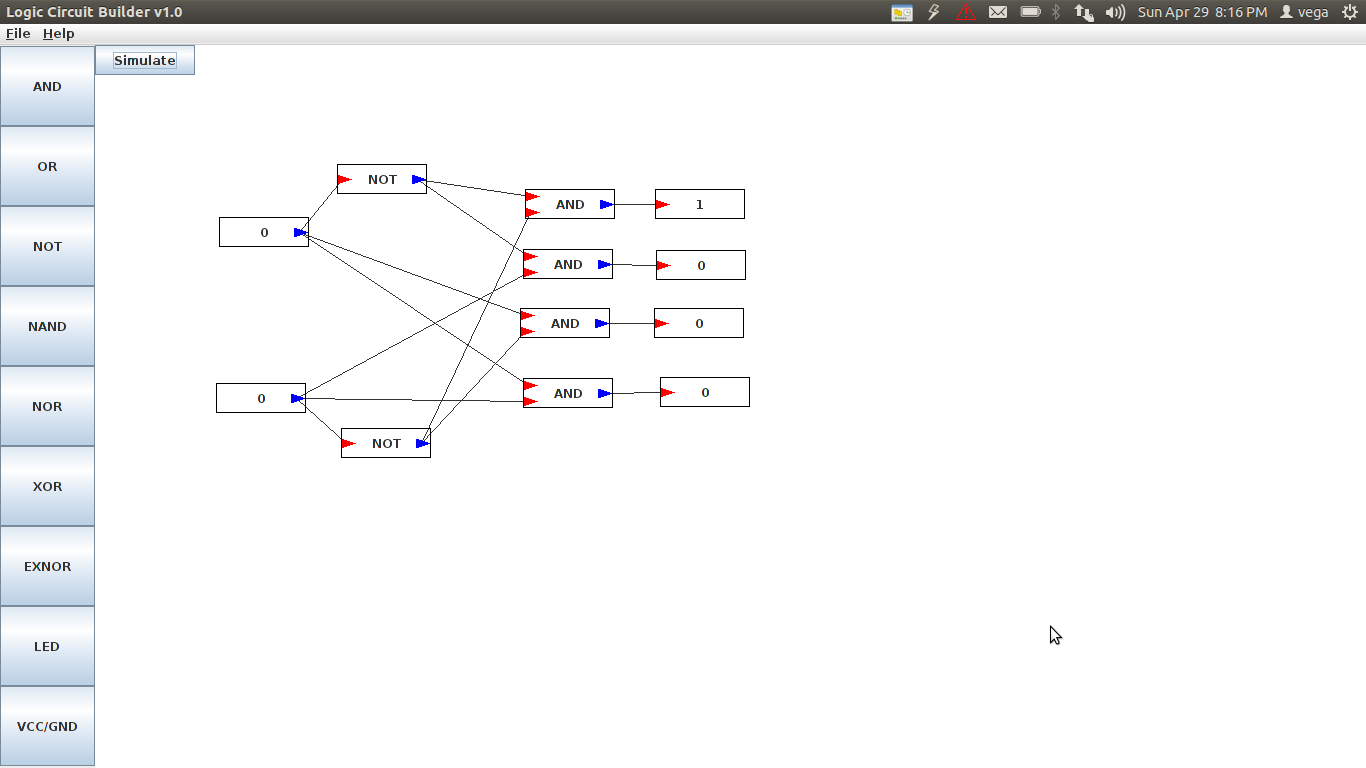 Logic Circuit Builder v1.0
Sun Apr 29 8:16 PM vega
File Help
Simulate
AND
OR
NOT
NAND
NOR
XOR
EXNOR
LED
VCC/GND
NOT
0
AND 1
AND 0
AND 0
0
AND 0
NOT